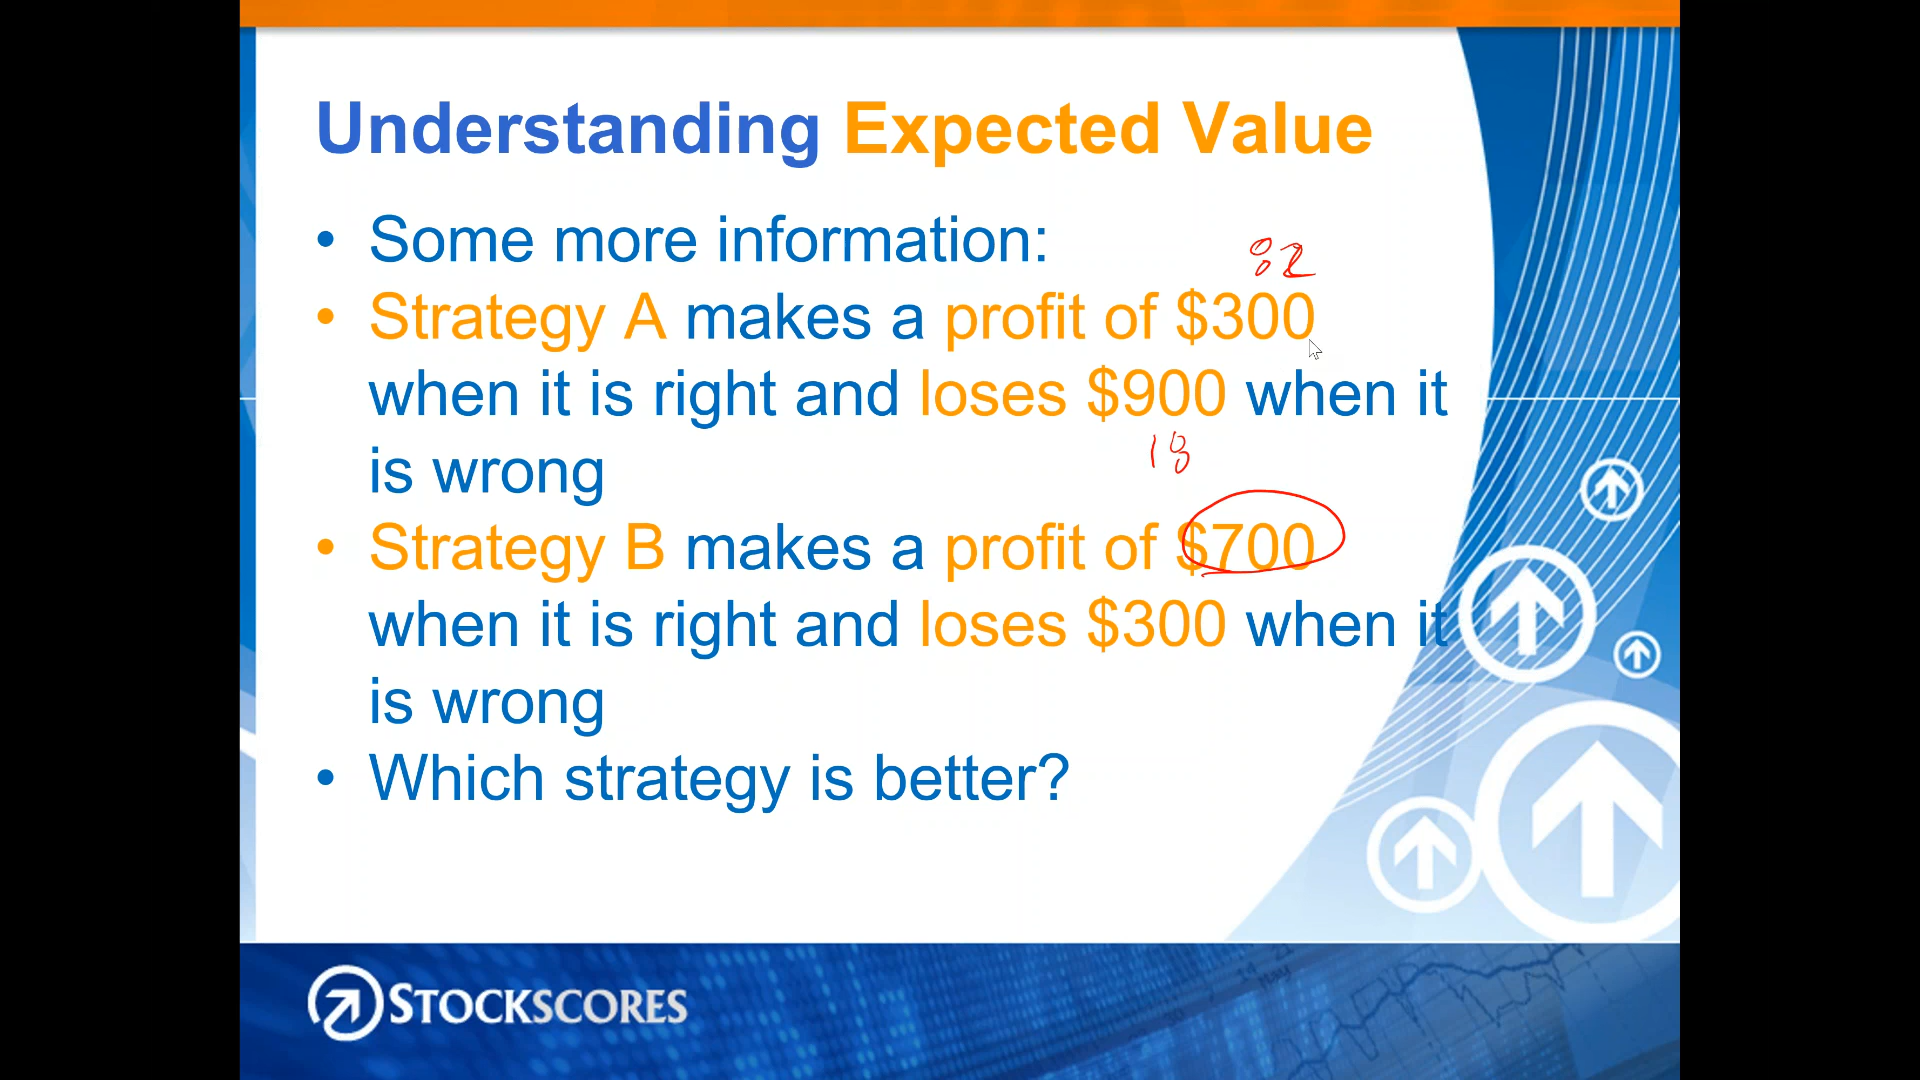 Understanding Expected Value
• Some more information:
82
• Strategy A makes a profit of $300
when it is right and loses $900 when it
18
is wrong
• Strategy B makes a profit of $700
when it is right and loses $300 when it
is wrong
• Which strategy is better?
STOCKSCORES